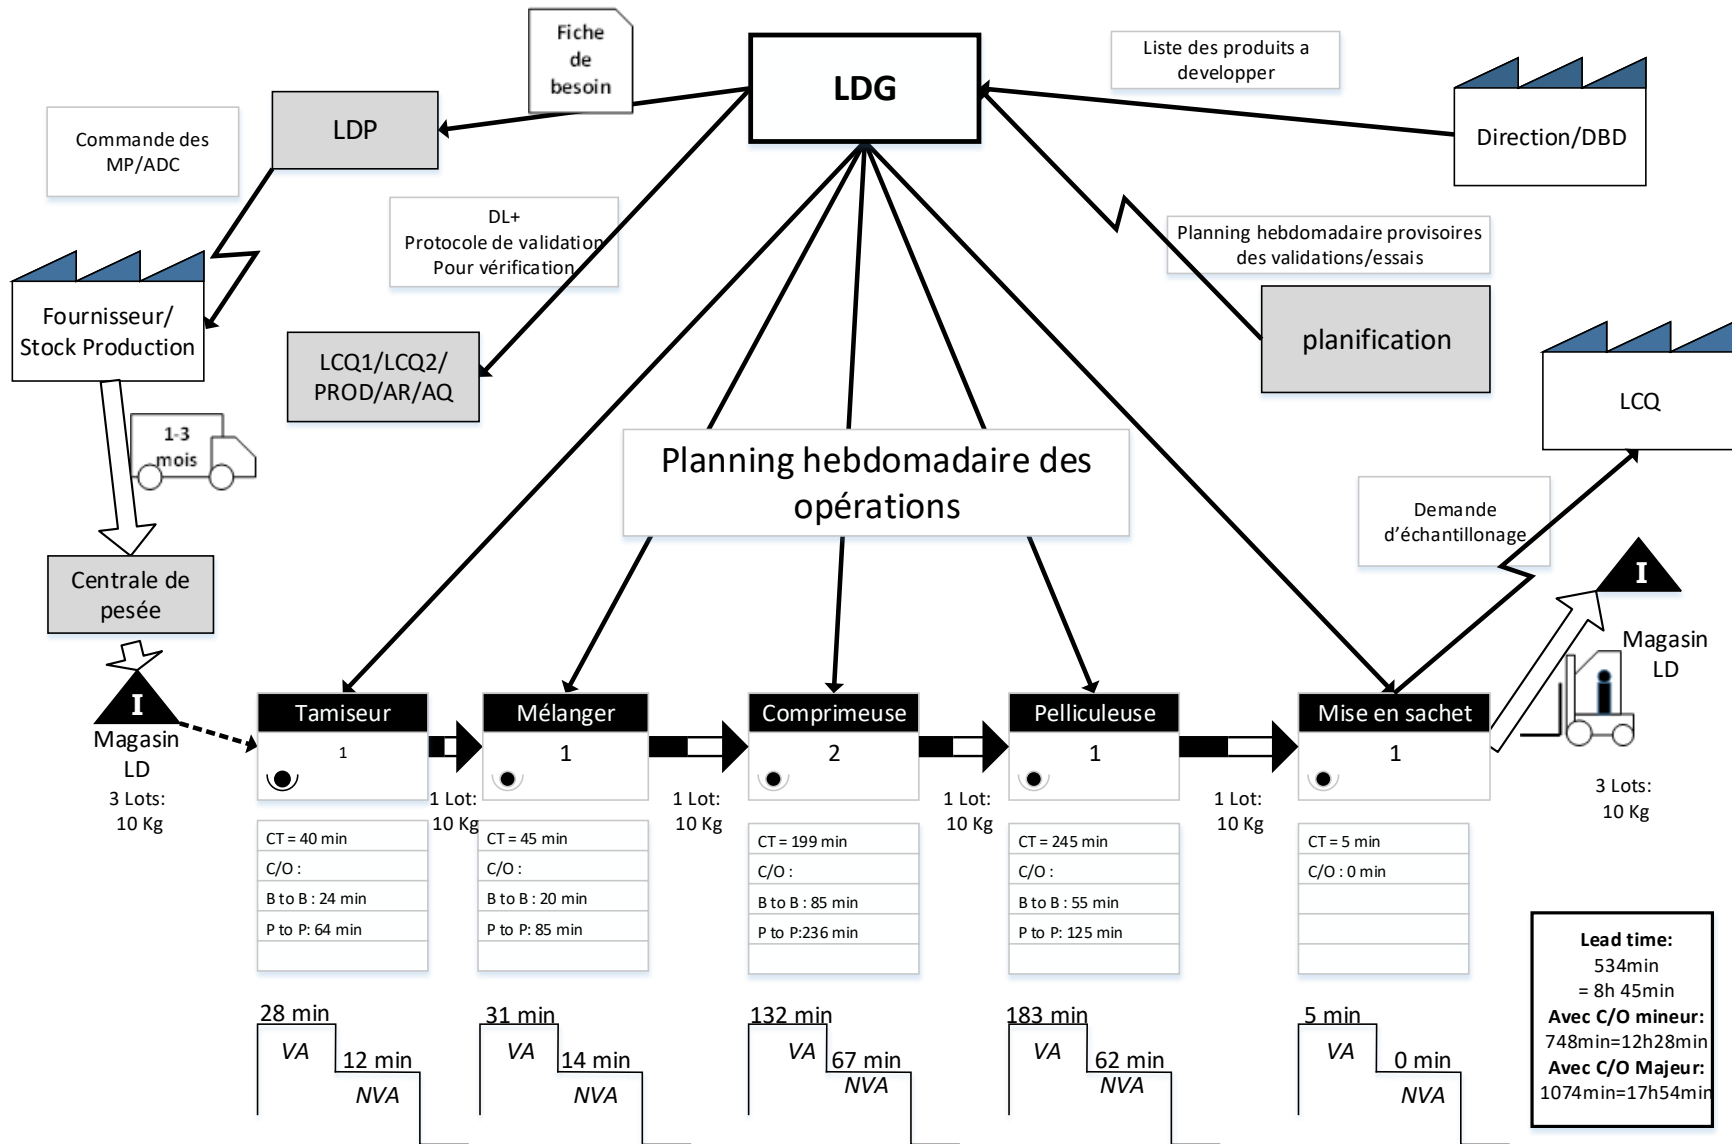 Fiche
de
besoin
LDG
Liste des produits a
developper
Direction/DBD
LDP
Commande des
MP/ADC
DL+
Protocole de validation
Pour vérification
Planning hebdomadaire provisoires
des validations/essais
Fournisseur/
Stock Production
LCQ1/LCQ2/
PROD/AR/AQ
planification
LCQ
1-3
mois
Planning hebdomadaire des
opérations
Demande
d'échantillonage
Centrale de
pesée
I
Magasin
LD
3 Lots:
10 Kg
I
Magasin
LD
3 Lots:
10 Kg
Tamiseur
1
Mélanger
1
Comprimeuse
2
Pelliculeuse
1
Mise en sachet
1
1 Lot:
10 Kg
1 Lot:
10 Kg
1 Lot:
10 Kg
1 Lot:
10 Kg
CT = 40 min
C/O :
B to B : 24 min
P to P: 64 min
CT = 45 min
C/O :
B to B : 20 min
P to P: 85 min
CT = 199 min
C/O :
B to B : 85 min
P to P:236 min
CT = 245 min
C/O :
B to B : 55 min
P to P: 125 min
CT = 5 min
C/O : 0 min
28 min
VA
12 min
NVA
31 min
VA
14 min
NVA
132 min
VA
67 min
NVA
183 min
VA
62 min
NVA
5 min
VA
0 min
NVA
Lead time:
534min
= 8h 45min
Avec C/O mineur:
748min=12h28min
Avec C/O Majeur:
1074min=17h54min